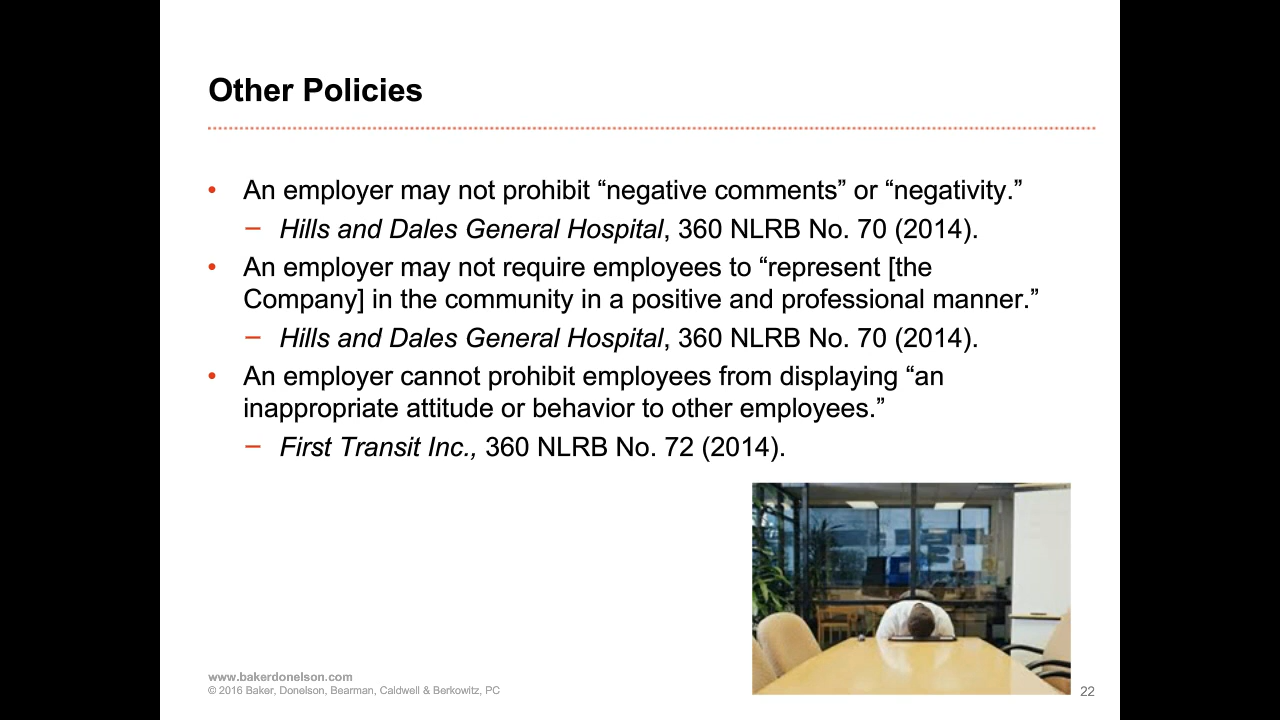 Other Policies
• An employer may not prohibit “negative comments” or “negativity.”
– Hills and Dales General Hospital, 360 NLRB No. 70 (2014).
• An employer may not require employees to “represent [the
Company] in the community in a positive and professional manner.”
– Hills and Dales General Hospital, 360 NLRB No. 70 (2014).
• An employer cannot prohibit employees from displaying “an
inappropriate attitude or behavior to other employees.”
– First Transit Inc., 360 NLRB No. 72 (2014).
www.bakerdonelson.com
© 2016 Baker, Donelson, Bearman, Caldwell & Berkowitz, PC
22